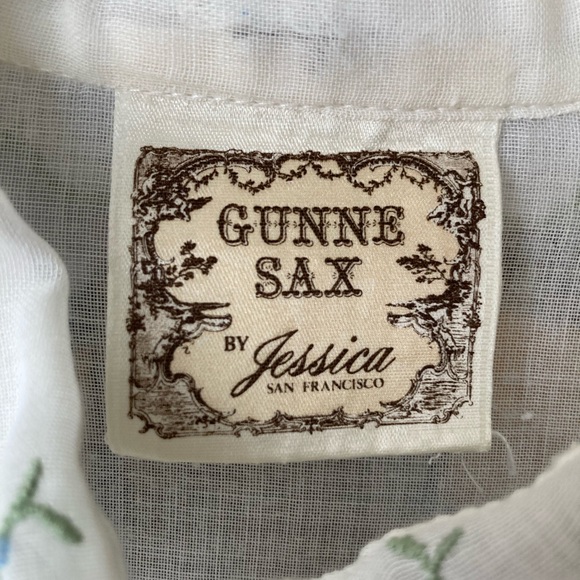 GUNNE
SAX
BY Jessica
SAN FRANCISCO